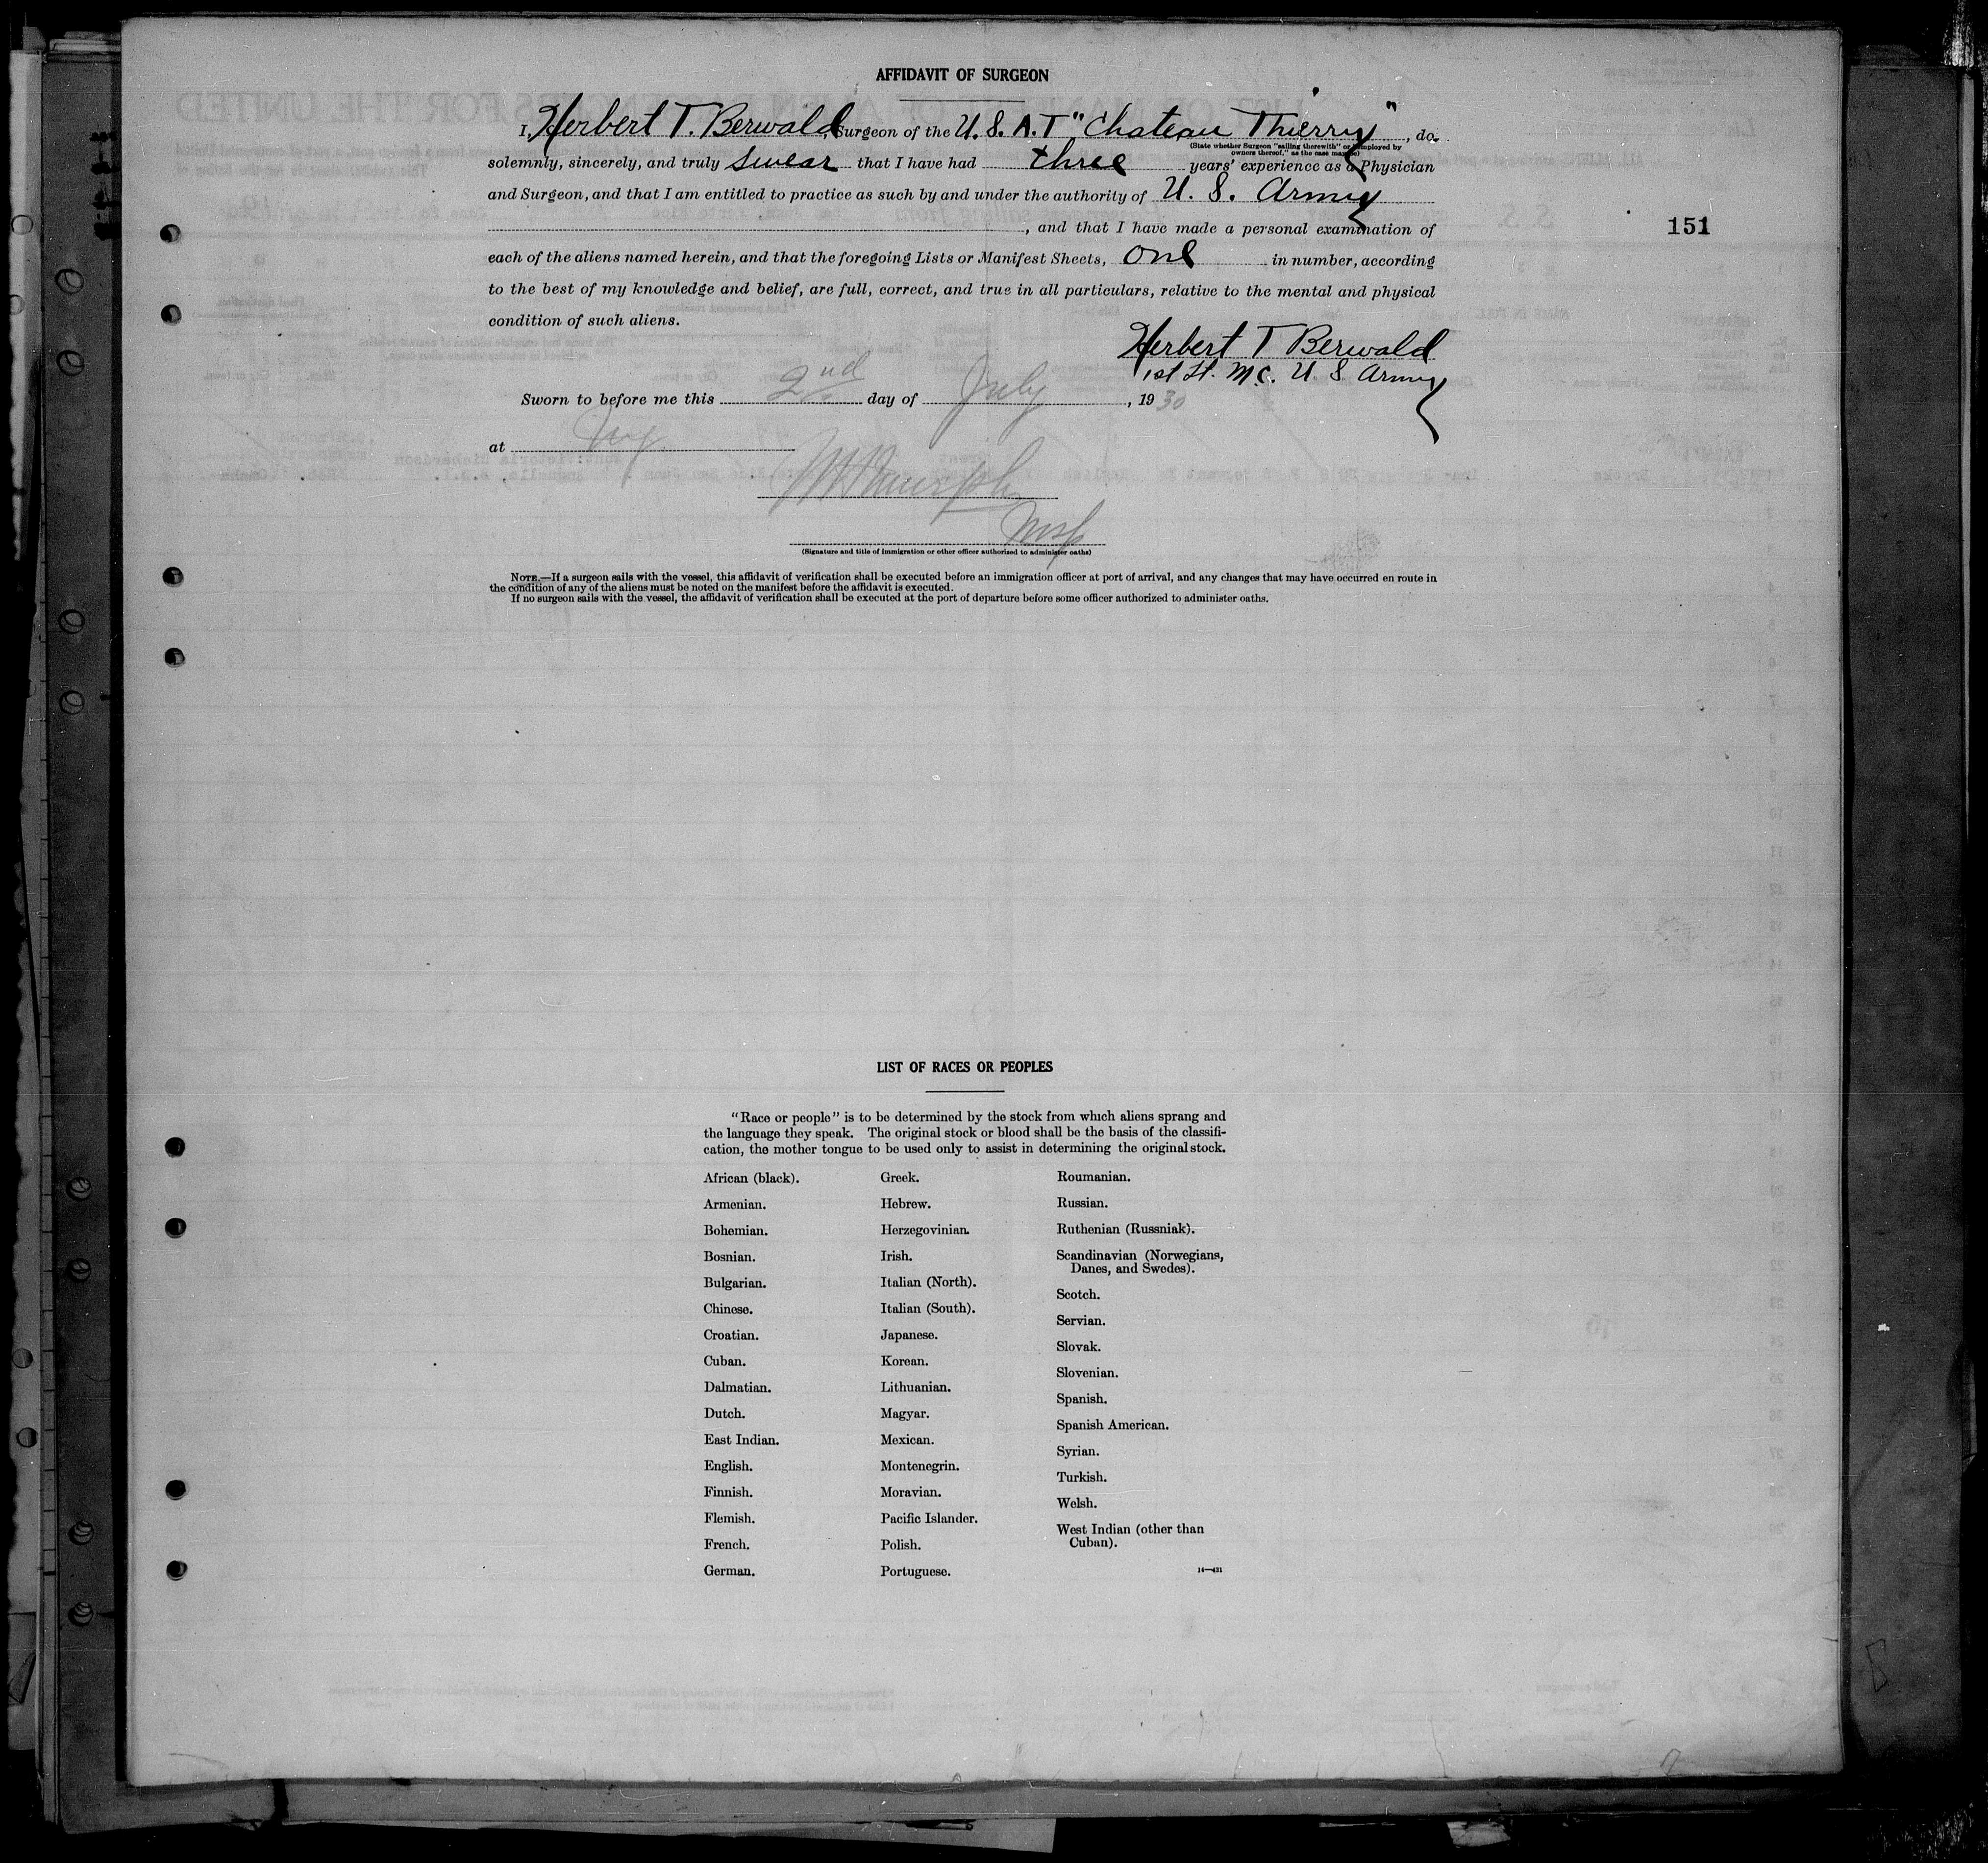 AFFIDAVIT OF SURGEON
I, Herbert T. Berwald, Surgeon of the U. S. A. T "Chateau Thierry", do
(State whether Surgeon "sailing therewith" or "employed by
owners thereof," as the case may be)
solemnly, sincerely, and truly swear that I have had three years' experience as a Physician
and Surgeon, and that I am entitled to practice as such by and under the authority of U. S. Army
151
, and that I have made a personal examination of
each of the aliens named herein, and that the foregoing Lists or Manifest Sheets, one in number, according
to the best of my knowledge and belief, are full, correct, and true in all particulars, relative to the mental and physical
condition of such aliens.
Herbert T Berwald
1st Lt. M.C. U S Army
Sworn to before me this 2nd day of July, 1930
at NY
(Signature and title of immigration or other officer authorized to administer oaths)
NOTE.—If a surgeon sails with the vessel, this affidavit of verification shall be executed before an immigration officer at port of arrival, and any changes that may have occurred en route in
the condition of any of the aliens must be noted on the manifest before the affidavit is executed.
If no surgeon sails with the vessel, the affidavit of verification shall be executed at the port of departure before some officer authorized to administer oaths.
LIST OF RACES OR PEOPLES
"Race or people" is to be determined by the stock from which aliens sprang and
the language they speak. The original stock or blood shall be the basis of the classifi-
cation, the mother tongue to be used only to assist in determining the original stock.
African (black).
Armenian.
Bohemian.
Bosnian.
Bulgarian.
Chinese.
Croatian.
Cuban.
Dalmatian.
Dutch.
East Indian.
English.
Finnish.
Flemish.
French.
German.
Greek.
Hebrew.
Herzegovinian.
Irish.
Italian (North).
Italian (South).
Japanese.
Korean.
Lithuanian.
Magyar.
Mexican.
Montenegrin.
Moravian.
Pacific Islander.
Polish.
Portuguese.
Roumanian.
Russian.
Ruthenian (Russniak).
Scandinavian (Norwegians,
Danes, and Swedes).
Scotch.
Servian.
Slovak.
Slovenian.
Spanish.
Spanish American.
Syrian.
Turkish.
Welsh.
West Indian (other than
Cuban).
14—431